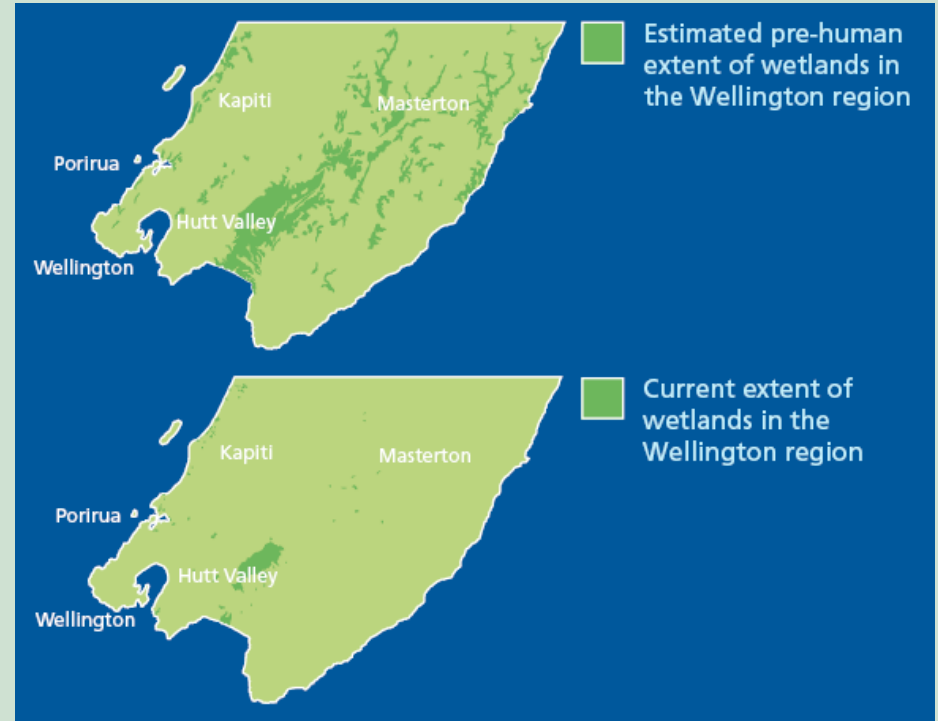 Estimated pre-human
extent of wetlands in
the Wellington region
Kapiti
Masterton
Porirua
Hutt Valley
Wellington
Current extent of
wetlands in the
Wellington region
Kapiti
Masterton
Porirua
Hutt Valley
Wellington